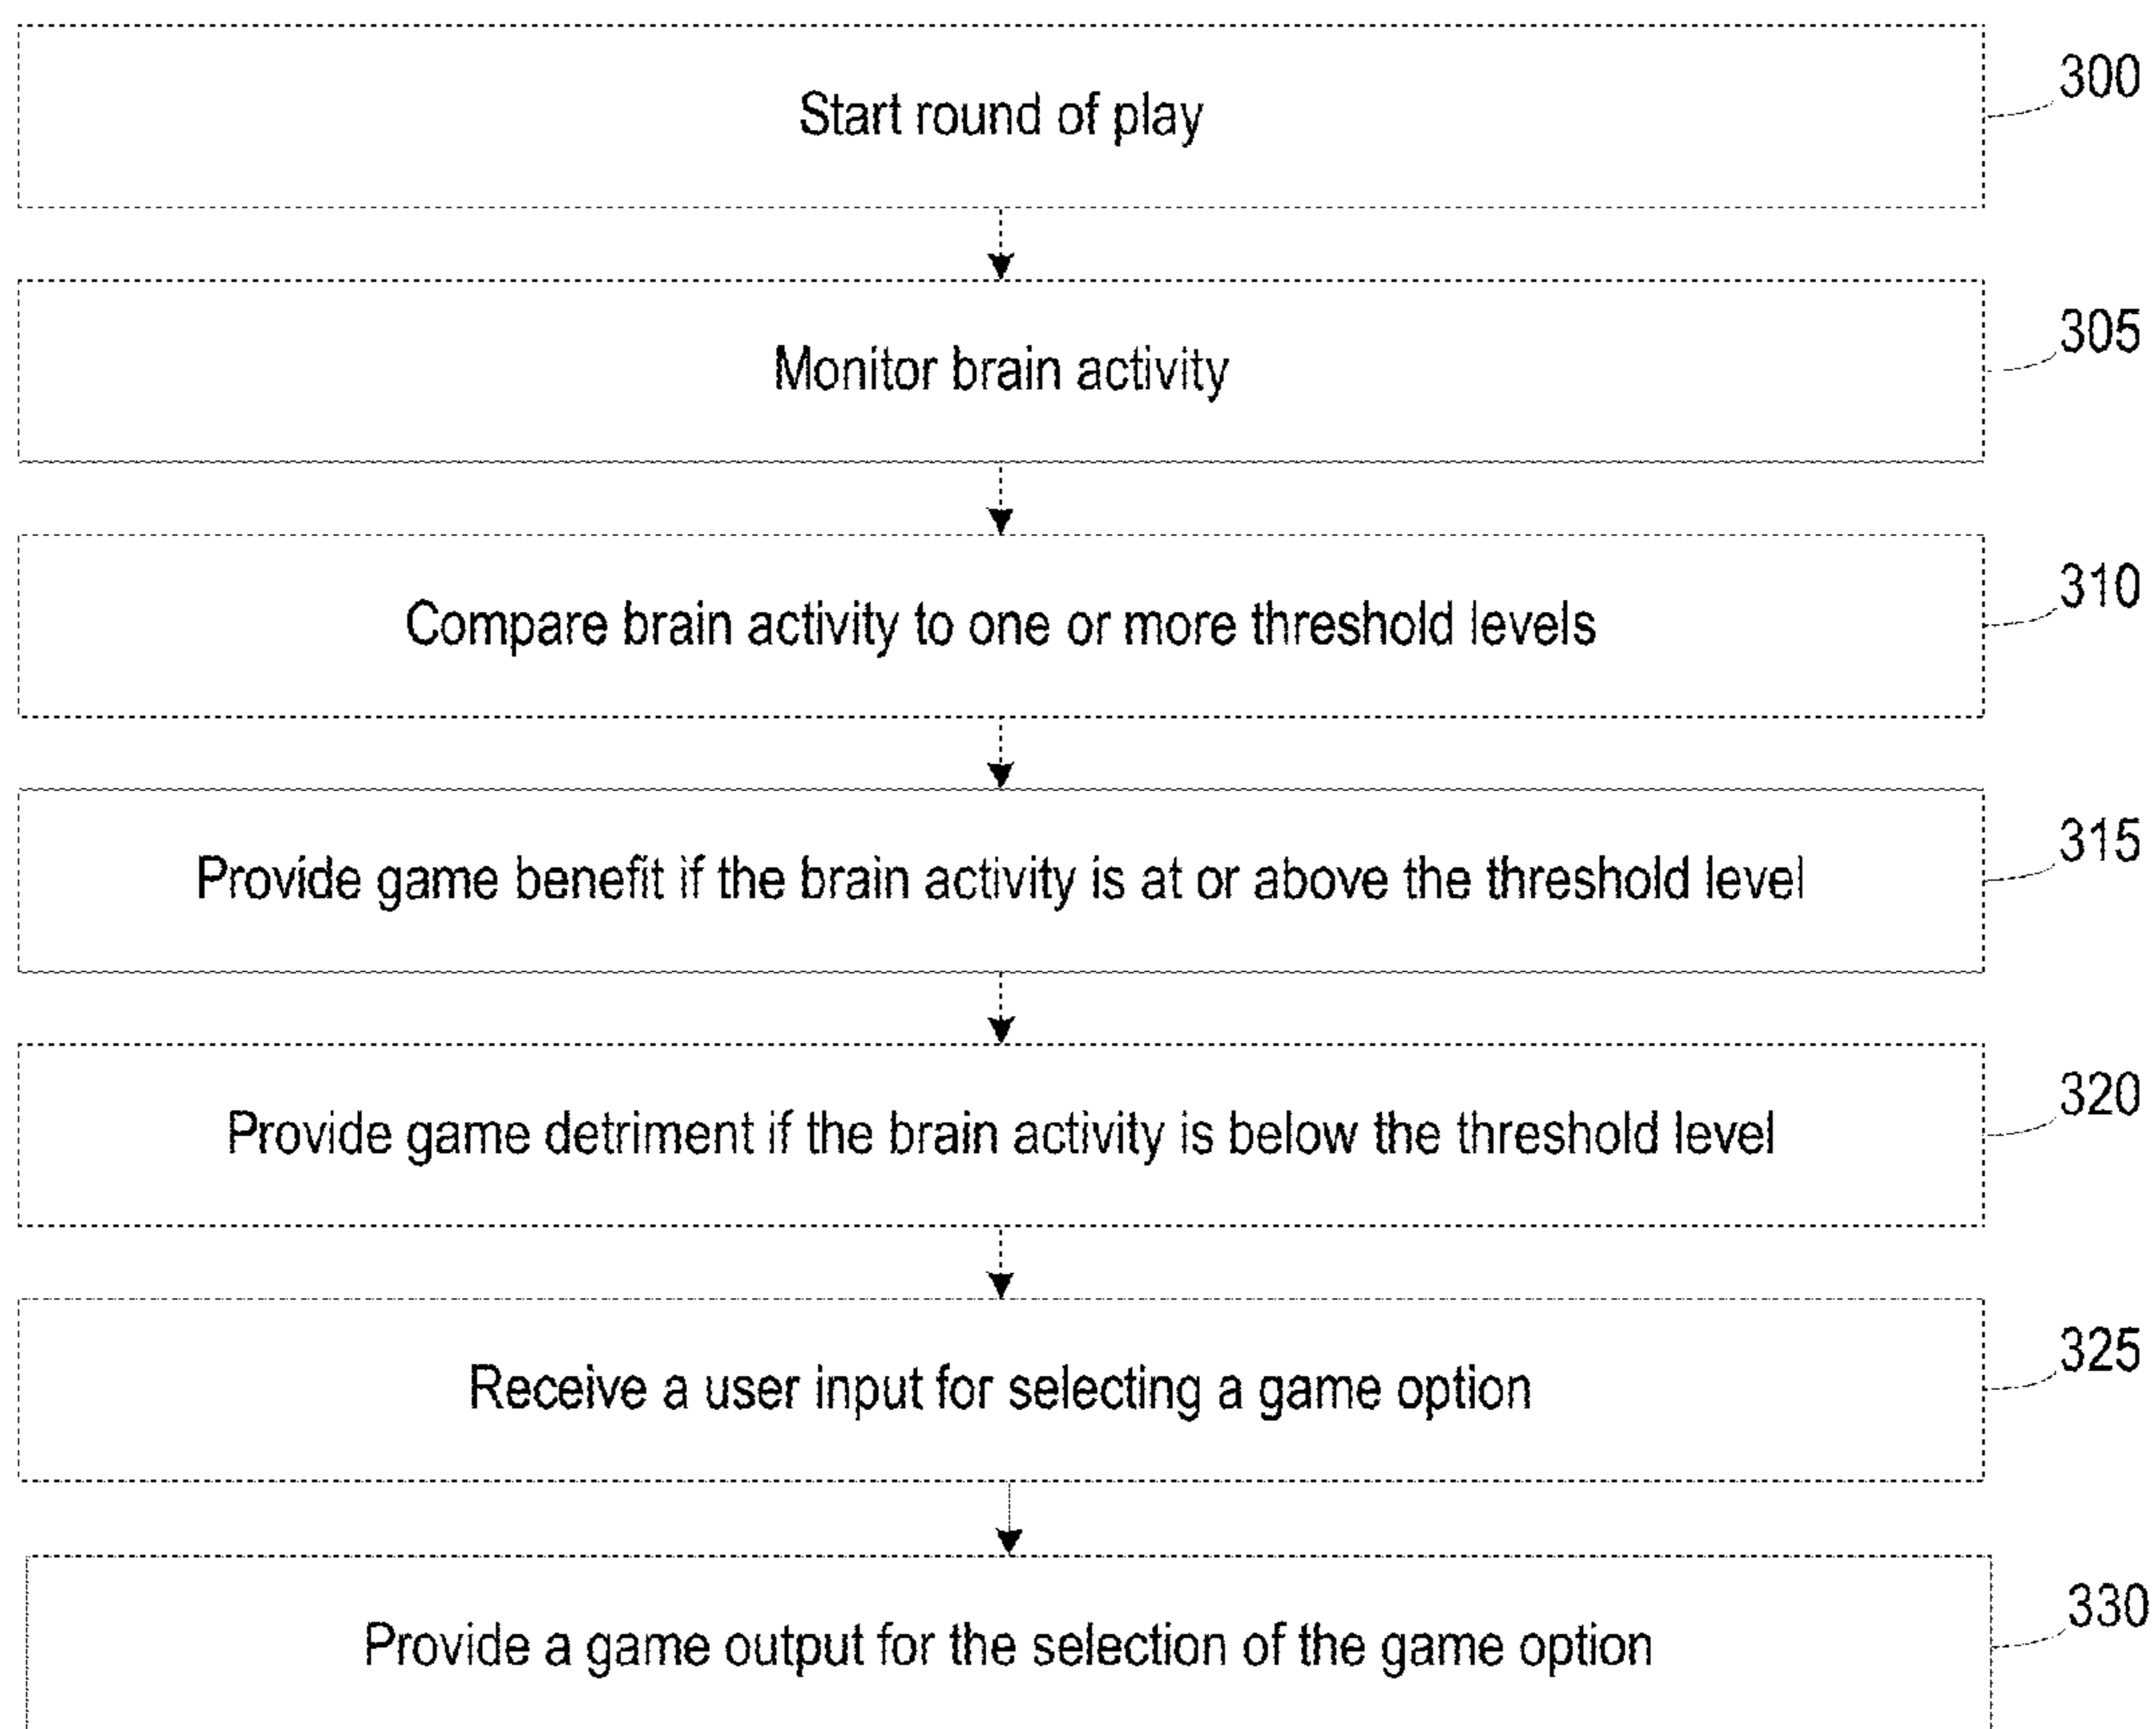 Start round of play
300
Monitor brain activity
305
Compare brain activity to one or more threshold levels
310
Provide game benefit if the brain activity is at or above the threshold level
315
Provide game detriment if the brain activity is below the threshold level
320
Receive a user input for selecting a game option
325
Provide a game output for the selection of the game option
330